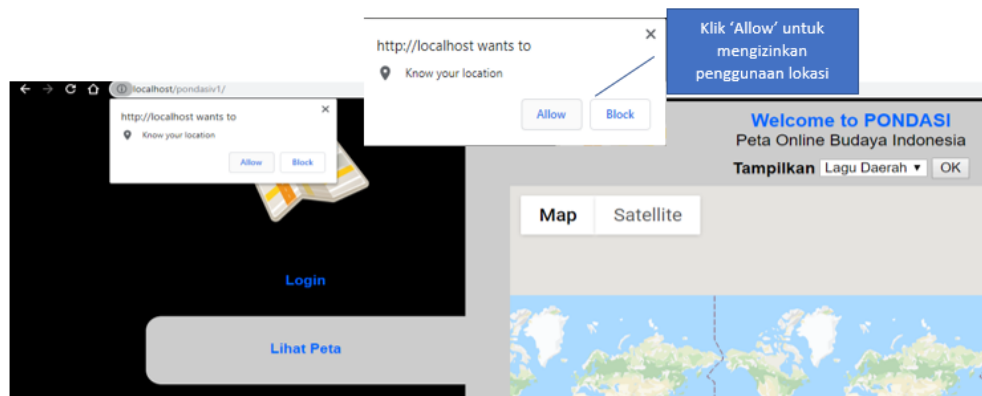 http://localhost wants to
Know your location
Allow
Block
Klik ‘Allow’ untuk
mengizinkan
penggunaan lokasi
localhost/pondasiv1/
http://localhost wants to
Know your location
Allow
Block
Welcome to PONDASI
Peta Online Budaya Indonesia
Tampilkan Lagu Daerah OK
Map Satellite
Login
Lihat Peta